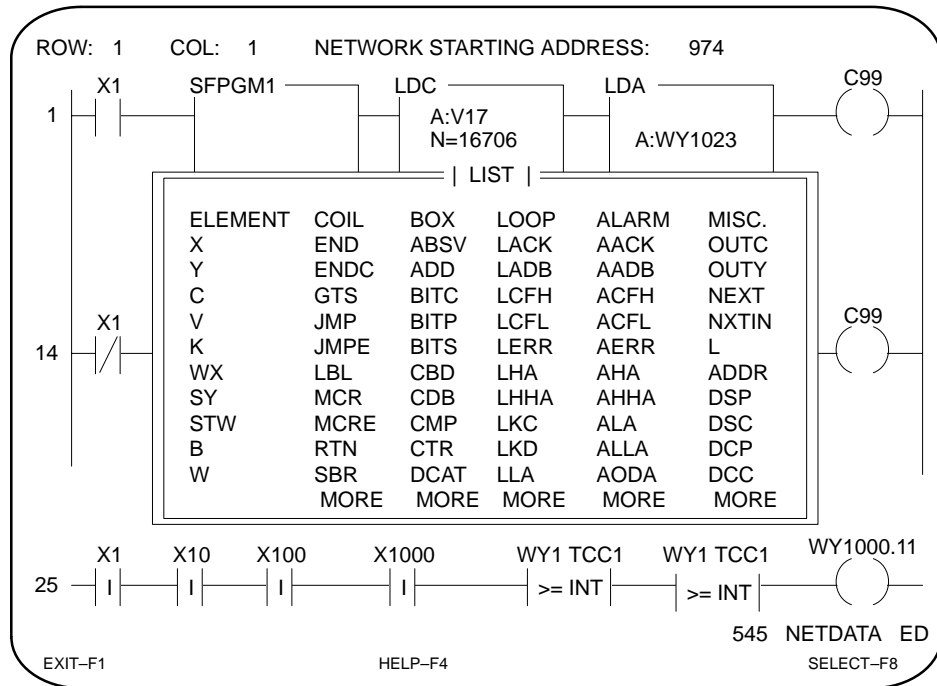 ROW: 1 COL: 1 NETWORK STARTING ADDRESS: 974
X1 SFPGM1 LDC LDA C99
1 A:V17
N=16706 A:WY1023
| LIST |
ELEMENT COIL BOX LOOP ALARM MISC.
X END ABSV LACK AACK OUTC
Y ENDC ADD LADB AADB OUTY
C GTS BITC LCFH ACFH NEXT
V JMP BITP LCFL ACFL NXTIN
K JMPE BITS LERR AERR L
WX LBL CBD LHA AHA ADDR
SY MCR CDB LHHA AHHA DSP
STW MCRE CMP LKC ALA DSC
B RTN CTR LKD ALLA DCP
W SBR DCAT LLA AODA DCC
MORE MORE MORE MORE MORE
X1 C99
14
X1 X10 X100 X1000 WY1 TCC1 WY1 TCC1 WY1000.11
25 I I I I >= INT >= INT
545 NETDATA ED
EXIT–F1 HELP–F4 SELECT–F8